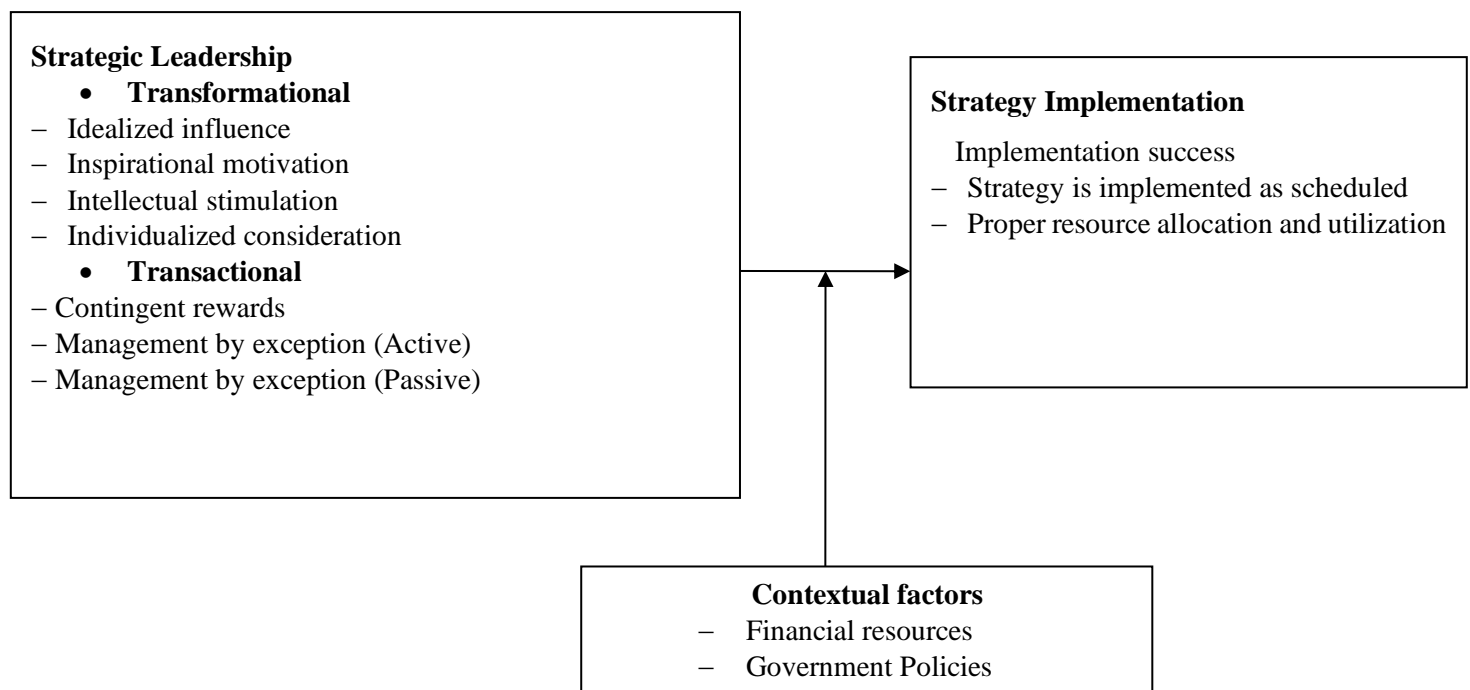 Strategic Leadership
• Transformational
– Idealized influence
– Inspirational motivation
– Intellectual stimulation
– Individualized consideration
• Transactional
– Contingent rewards
– Management by exception (Active)
– Management by exception (Passive)
Strategy Implementation
Implementation success
– Strategy is implemented as scheduled
– Proper resource allocation and utilization
Contextual factors
– Financial resources
– Government Policies